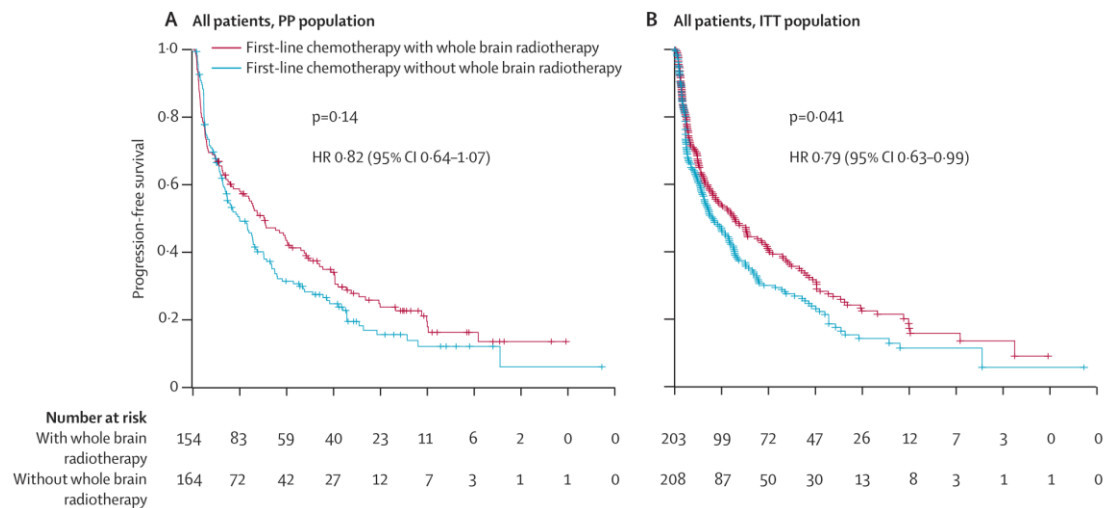 A All patients, PP population
1·0
0·8
0·6
0·4
0·2
0
Progression-free survival
First-line chemotherapy with whole brain radiotherapy
First-line chemotherapy without whole brain radiotherapy
p=0·14
HR 0·82 (95% CI 0·64–1·07)
B All patients, ITT population
p=0·041
HR 0·79 (95% CI 0·63–0·99)
Number at risk
With whole brain
radiotherapy
154 83 59 40 23 11 6 2 0 0
203 99 72 47 26 12 7 3 0 0
Without whole brain
radiotherapy
164 72 42 27 12 7 3 1 1 0
208 87 50 30 13 8 3 1 1 0